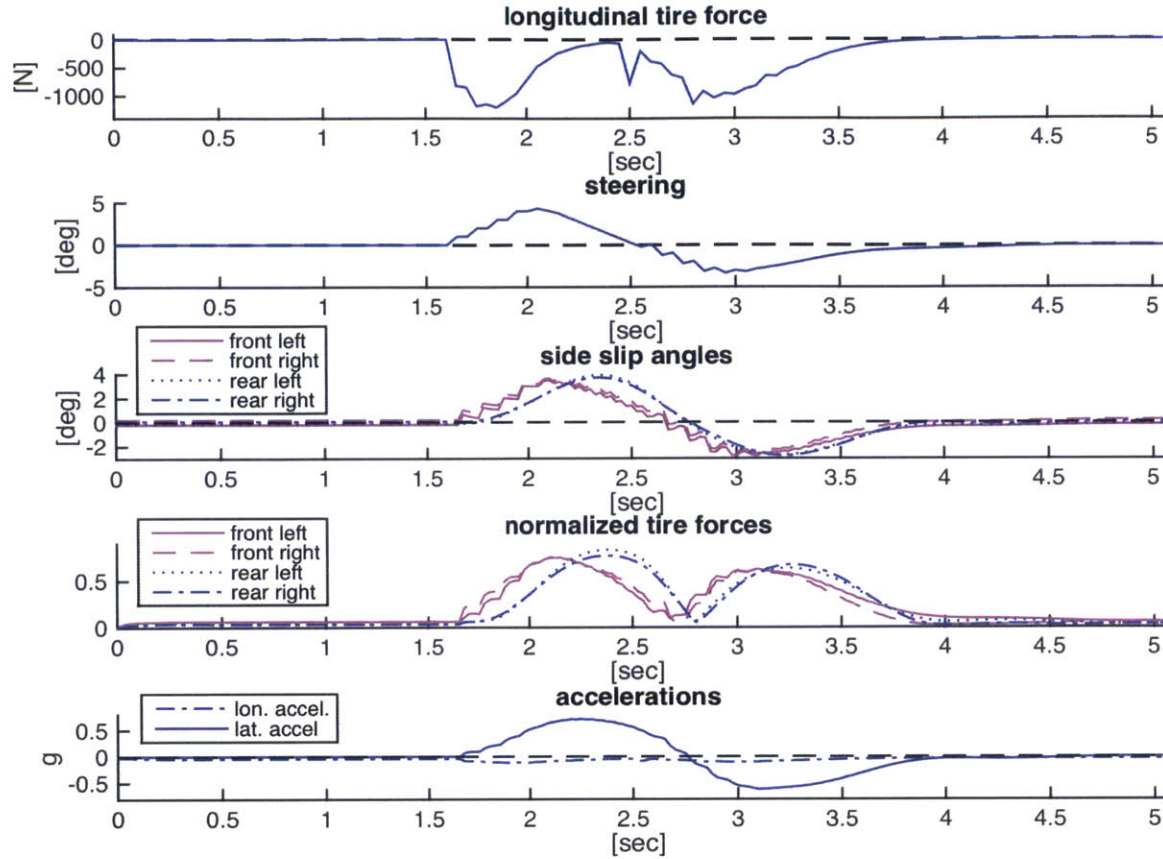 longitudinal tire force
[N]
0
-500
-1000
0 0.5 1 1.5 2 2.5 3 3.5 4 4.5 5
[sec]
steering
[deg]
5
0
-5
0 0.5 1 1.5 2 2.5 3 3.5 4 4.5 5
[sec]
side slip angles
front left
front right
rear left
rear right
[deg]
4
2
0
-2
0 0.5 1 1.5 2 2.5 3 3.5 4 4.5 5
[sec]
normalized tire forces
front left
front right
rear left
rear right
0.5
0
0 0.5 1 1.5 2 2.5 3 3.5 4 4.5 5
[sec]
accelerations
lon. accel.
lat. accel
g
0.5
0
-0.5
0 0.5 1 1.5 2 2.5 3 3.5 4 4.5 5
[sec]